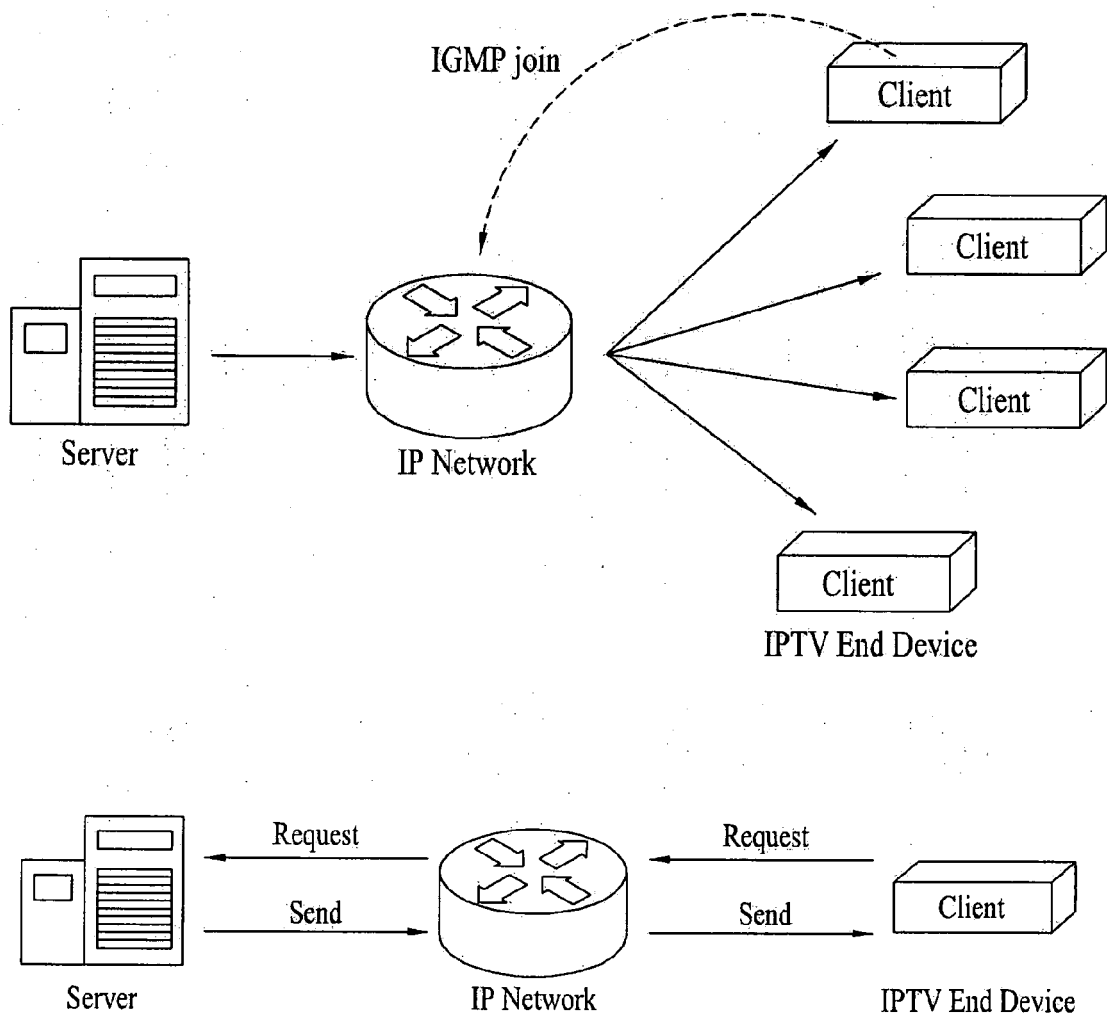 IGMP join
Client
Client
Client
Server
IP Network
Client
IPTV End Device
Request
Request
Send
Send
Client
Server
IP Network
IPTV End Device